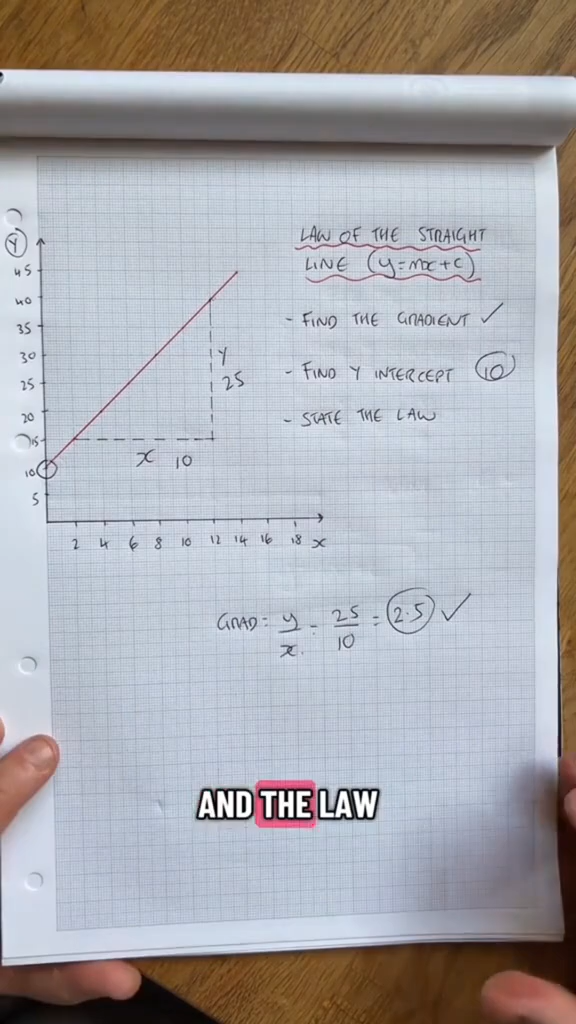 LAW OF THE STRAIGHT
LINE (y=mx+c)
- FIND THE GRADIENT ✓
- FIND Y INTERCEPT 10
- STATE THE LAW
Y
45
40
35
30
25
20
15
10
5
Y
25
x 10
2 4 6 8 10 12 14 16 18 x
GRAD = y/x = 25/10 = 2.5 ✓
AND THE LAW